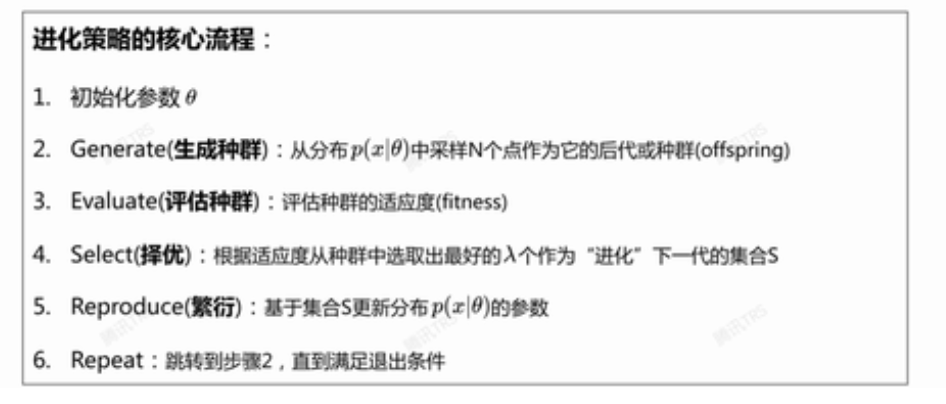 进化策略的核心流程：
1. 初始化参数 θ
2. Generate(生成种群)：从分布p(x|θ)中采样N个点作为它的后代或种群(offspring)
3. Evaluate(评估种群)：评估种群的适应度(fitness)
4. Select(择优)：根据适应度从种群中选取出最好的λ个作为“进化”下一代的集合S
5. Reproduce(繁衍)：基于集合S更新分布p(x|θ)的参数
6. Repeat：跳转到步骤2，直到满足退出条件